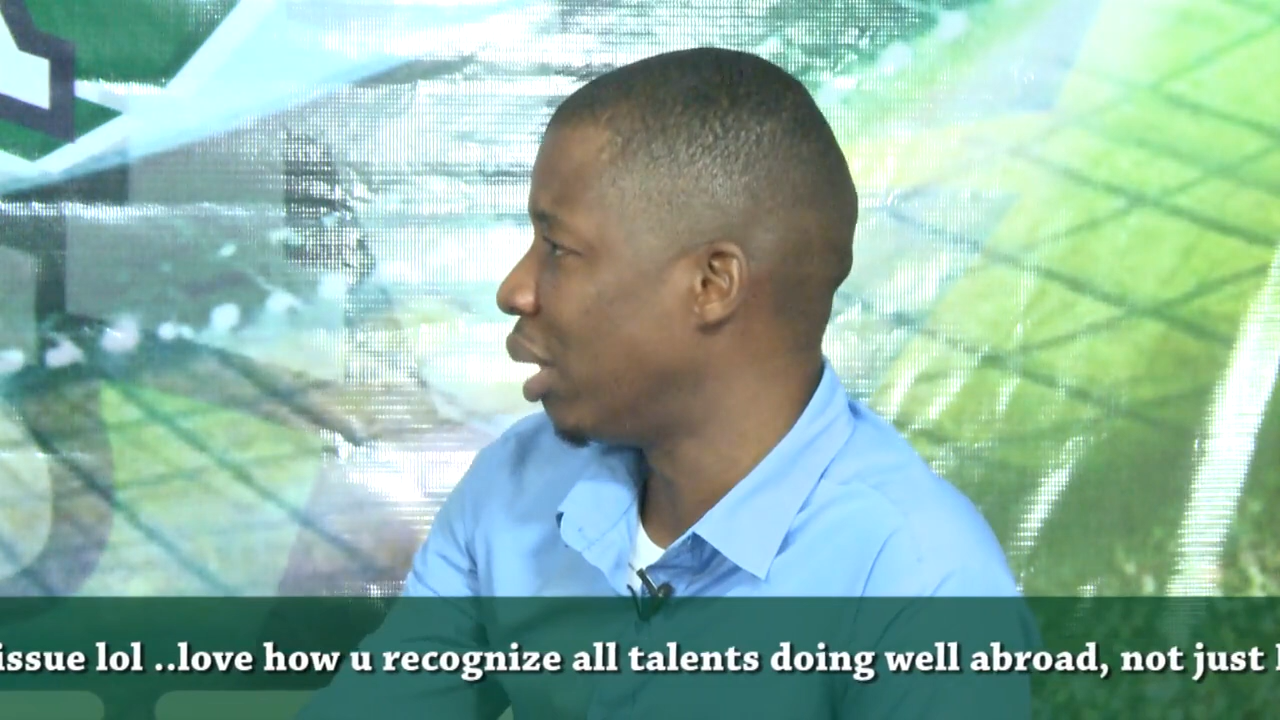 issue lol ..love how u recognize all talents doing well abroad, not just